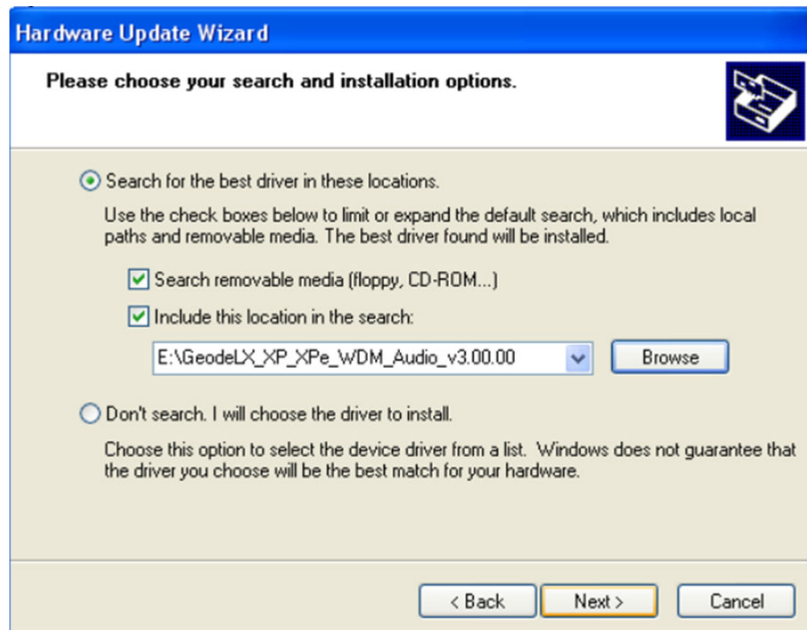 Hardware Update Wizard
Please choose your search and installation options.
Search for the best driver in these locations.
Use the check boxes below to limit or expand the default search, which includes local
paths and removable media. The best driver found will be installed.
Search removable media (floppy, CD-ROM...)
Include this location in the search:
E:\GeodeLX_XP_XPe_WDM_Audio_v3.00.00
Browse
Don't search. I will choose the driver to install.
Choose this option to select the device driver from a list. Windows does not guarantee that
the driver you choose will be the best match for your hardware.
< Back Next > Cancel